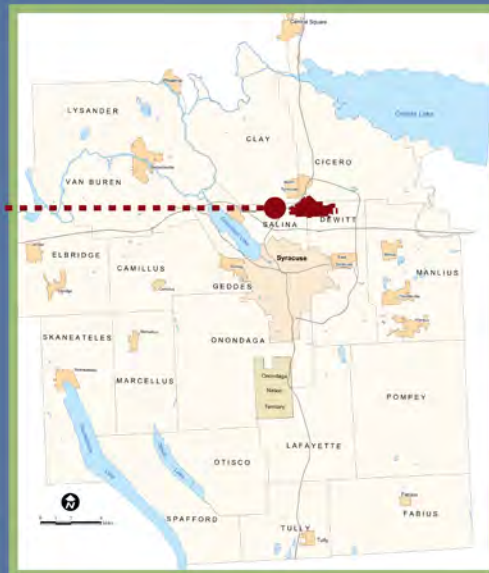 Central Square
LYSANDER
Oneida Lake
CLAY
CICERO
VAN BUREN
SALINA
DEWITT
ELBRIDGE
CAMILLUS
Syracuse
MANLIUS
GEDDES
SKANEATELES
ONONDAGA
MARCELLUS
Onondaga
Nation
Territory
POMPEY
LAFAYETTE
OTISCO
SPAFFORD
FABIUS
TULLY
Tully